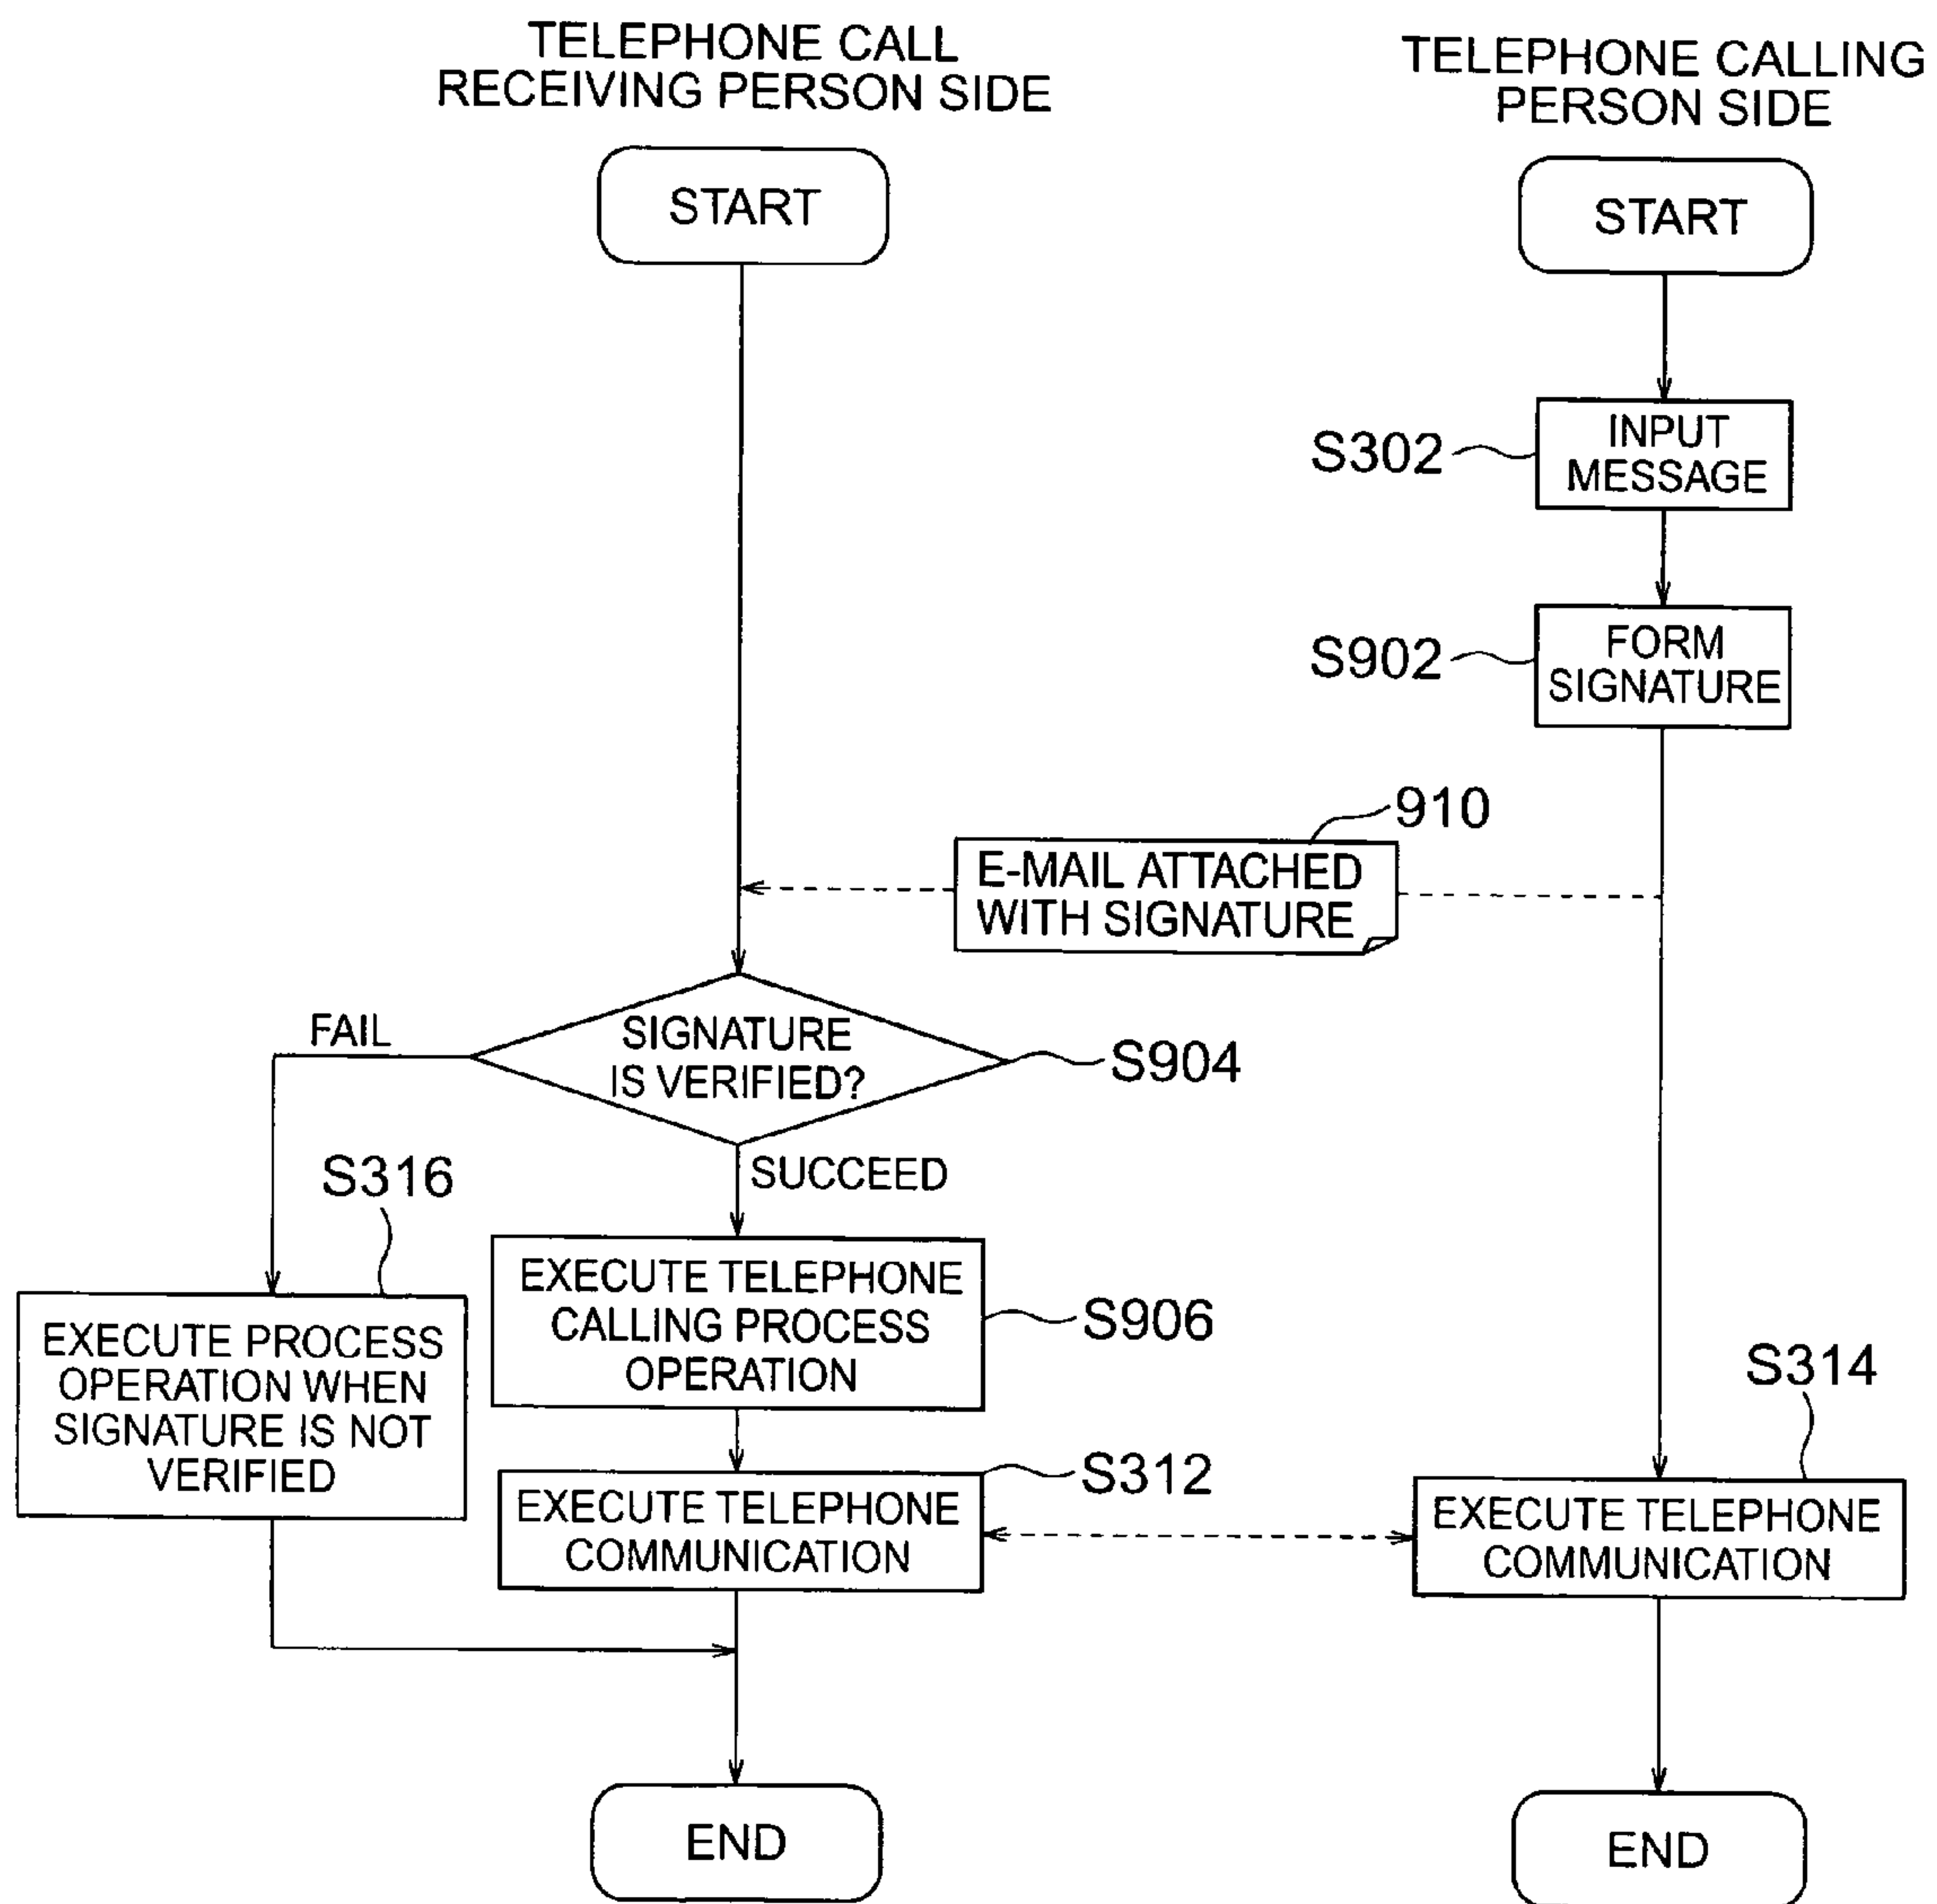 TELEPHONE CALL
RECEIVING PERSON SIDE
TELEPHONE CALLING
PERSON SIDE
START
START
S302
INPUT
MESSAGE
S902
FORM
SIGNATURE
910
E-MAIL ATTACHED
WITH SIGNATURE
FAIL
SIGNATURE
IS VERIFIED?
S904
SUCCEED
S316
EXECUTE PROCESS
OPERATION WHEN
SIGNATURE IS NOT
VERIFIED
EXECUTE TELEPHONE
CALLING PROCESS
OPERATION
S906
S312
EXECUTE TELEPHONE
COMMUNICATION
S314
EXECUTE TELEPHONE
COMMUNICATION
END
END